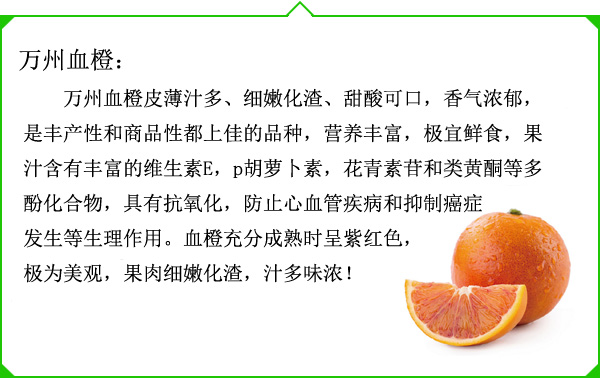 万州血橙：
万州血橙皮薄汁多、细嫩化渣、甜酸可口，香气浓郁，
是丰产性和商品性都上佳的品种，营养丰富，极宜鲜食，果
汁含有丰富的维生素E，p胡萝卜素，花青素苷和类黄酮等多
酚化合物，具有抗氧化，防止心血管疾病和抑制癌症
发生等生理作用。血橙充分成熟时呈紫红色，
极为美观，果肉细嫩化渣，汁多味浓！